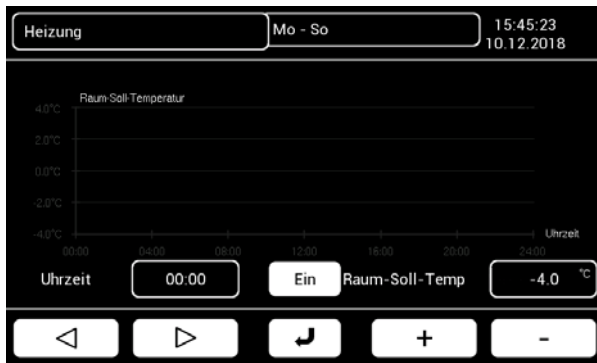 Heizung
Mo - So
15:45:23
10.12.2018
Raum-Soll-Temperatur
4.0°C
2.0°C
0.0°C
-2.0°C
-4.0°C
Uhrzeit
00:00 04:00 08:00 12:00 16:00 20:00 24:00
Uhrzeit 00:00 Ein Raum-Soll-Temp -4.0 °C
+ -